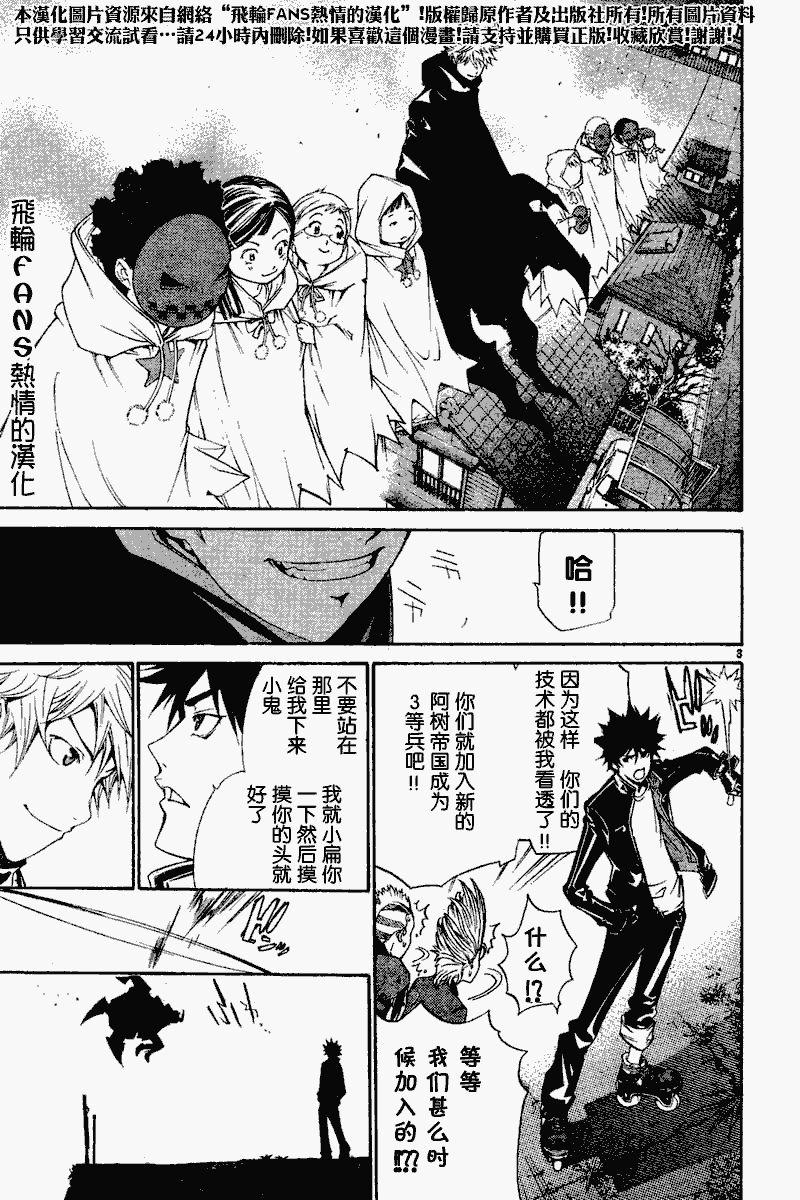 本漢化圖片資源來自網絡“飛輪FANS熱情的漢化”!版權歸原作者及出版社所有!所有圖片資料
只供學習交流試看…請24小時內刪除!如果喜歡這個漫畫!請支持並購買正版!收藏欣賞!謝謝!
飛輪FANS熱情的漢化
哈
!!
3
因为这样 你们的
技术都被我看透了!!
你们就加入新的
阿树帝国成为
3等兵吧!!
什么!?
等等
我们甚么时
候加入的!??
不要站在
那里
给我下来
小鬼
我就小扁你
一下然后摸
摸你的头就
好了